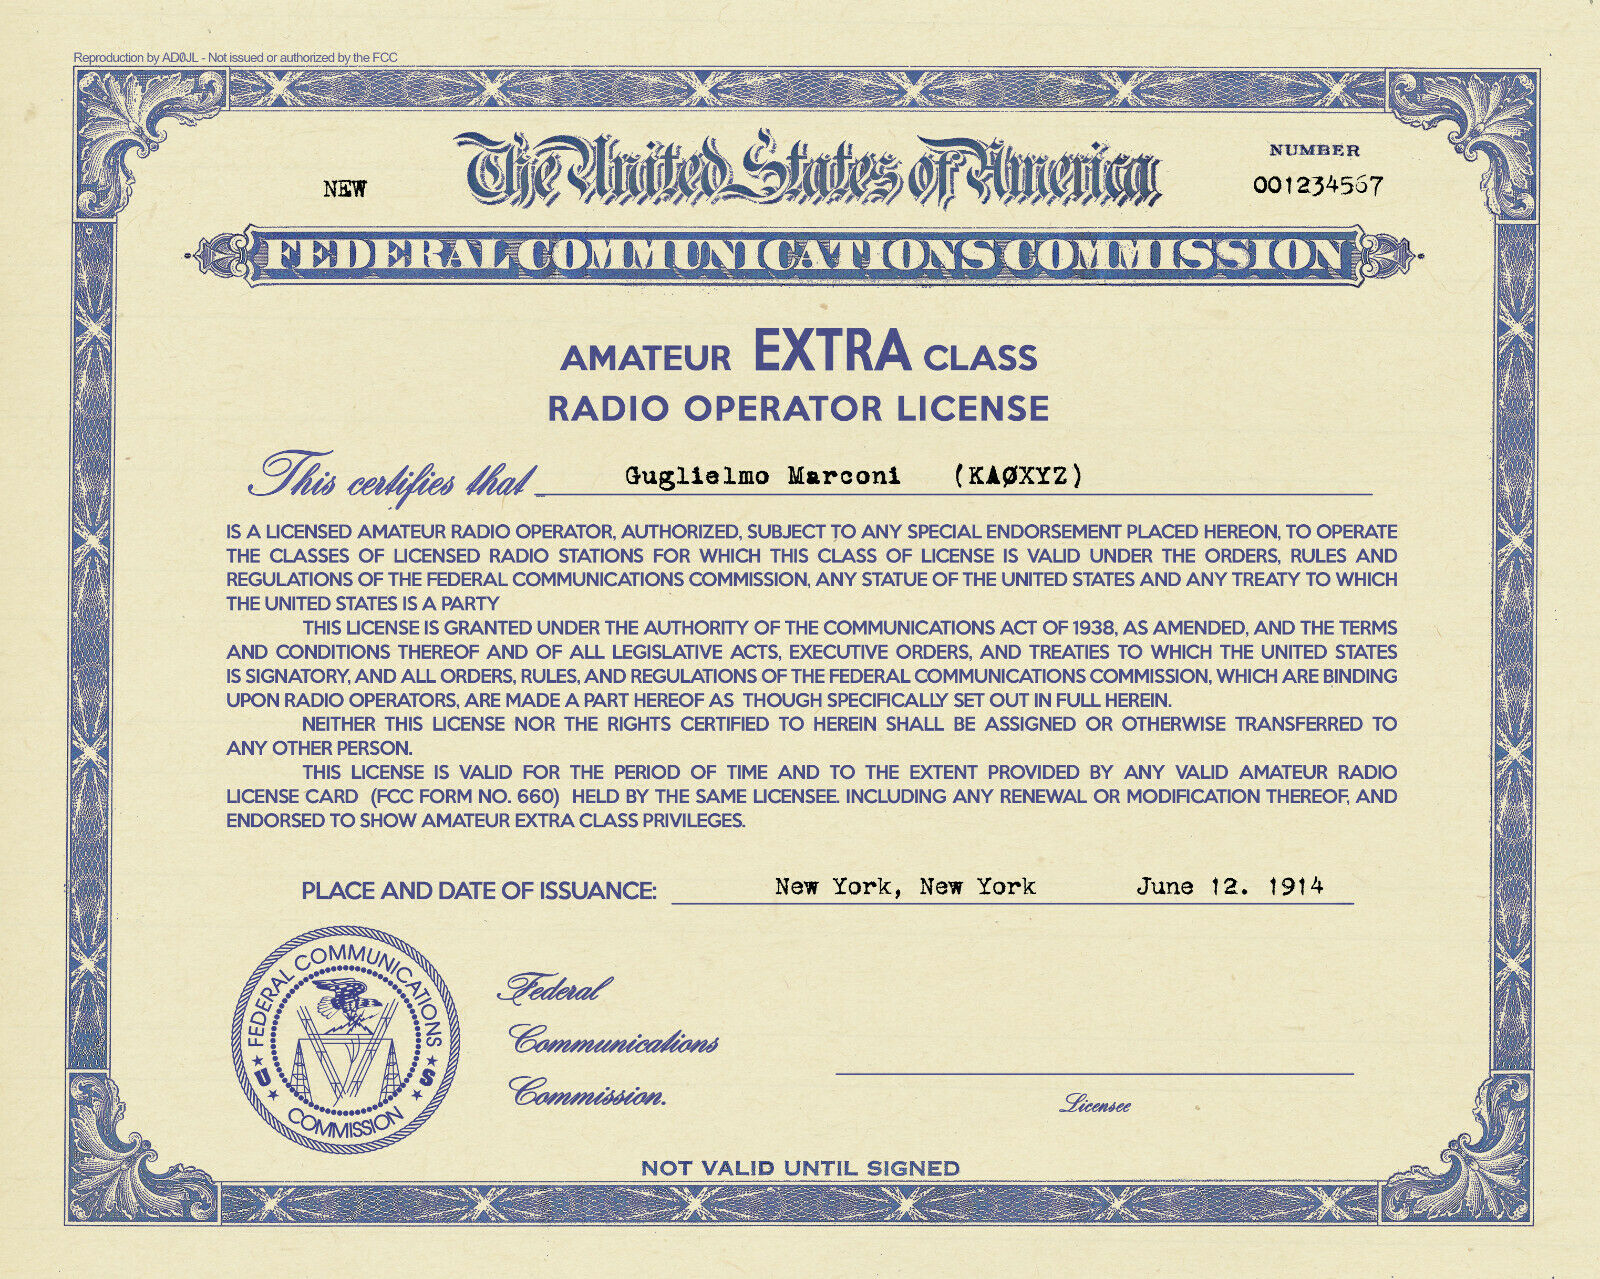 Reproduction by ADØJL - Not issued or authorized by the FCC
NEW
The United States of America
NUMBER
001234567
FEDERAL COMMUNICATIONS COMMISSION
AMATEUR EXTRA CLASS
RADIO OPERATOR LICENSE
This certifies that Guglielmo Marconi (KAØXYZ)
IS A LICENSED AMATEUR RADIO OPERATOR, AUTHORIZED, SUBJECT TO ANY SPECIAL ENDORSEMENT PLACED HEREON, TO OPERATE
THE CLASSES OF LICENSED RADIO STATIONS FOR WHICH THIS CLASS OF LICENSE IS VALID UNDER THE ORDERS, RULES AND
REGULATIONS OF THE FEDERAL COMMUNICATIONS COMMISSION, ANY STATUE OF THE UNITED STATES AND ANY TREATY TO WHICH
THE UNITED STATES IS A PARTY
THIS LICENSE IS GRANTED UNDER THE AUTHORITY OF THE COMMUNICATIONS ACT OF 1938, AS AMENDED, AND THE TERMS
AND CONDITIONS THEREOF AND OF ALL LEGISLATIVE ACTS, EXECUTIVE ORDERS, AND TREATIES TO WHICH THE UNITED STATES
IS SIGNATORY, AND ALL ORDERS, RULES, AND REGULATIONS OF THE FEDERAL COMMUNICATIONS COMMISSION, WHICH ARE BINDING
UPON RADIO OPERATORS, ARE MADE A PART HEREOF AS THOUGH SPECIFICALLY SET OUT IN FULL HEREIN.
NEITHER THIS LICENSE NOR THE RIGHTS CERTIFIED TO HEREIN SHALL BE ASSIGNED OR OTHERWISE TRANSFERRED TO
ANY OTHER PERSON.
THIS LICENSE IS VALID FOR THE PERIOD OF TIME AND TO THE EXTENT PROVIDED BY ANY VALID AMATEUR RADIO
LICENSE CARD (FCC FORM NO. 660) HELD BY THE SAME LICENSEE. INCLUDING ANY RENEWAL OR MODIFICATION THEREOF, AND
ENDORSED TO SHOW AMATEUR EXTRA CLASS PRIVILEGES.
PLACE AND DATE OF ISSUANCE: New York, New York June 12. 1914
FEDERAL COMMUNICATIONS
COMMISSION
U S
Federal
Communications
Commission.
Licensee
NOT VALID UNTIL SIGNED